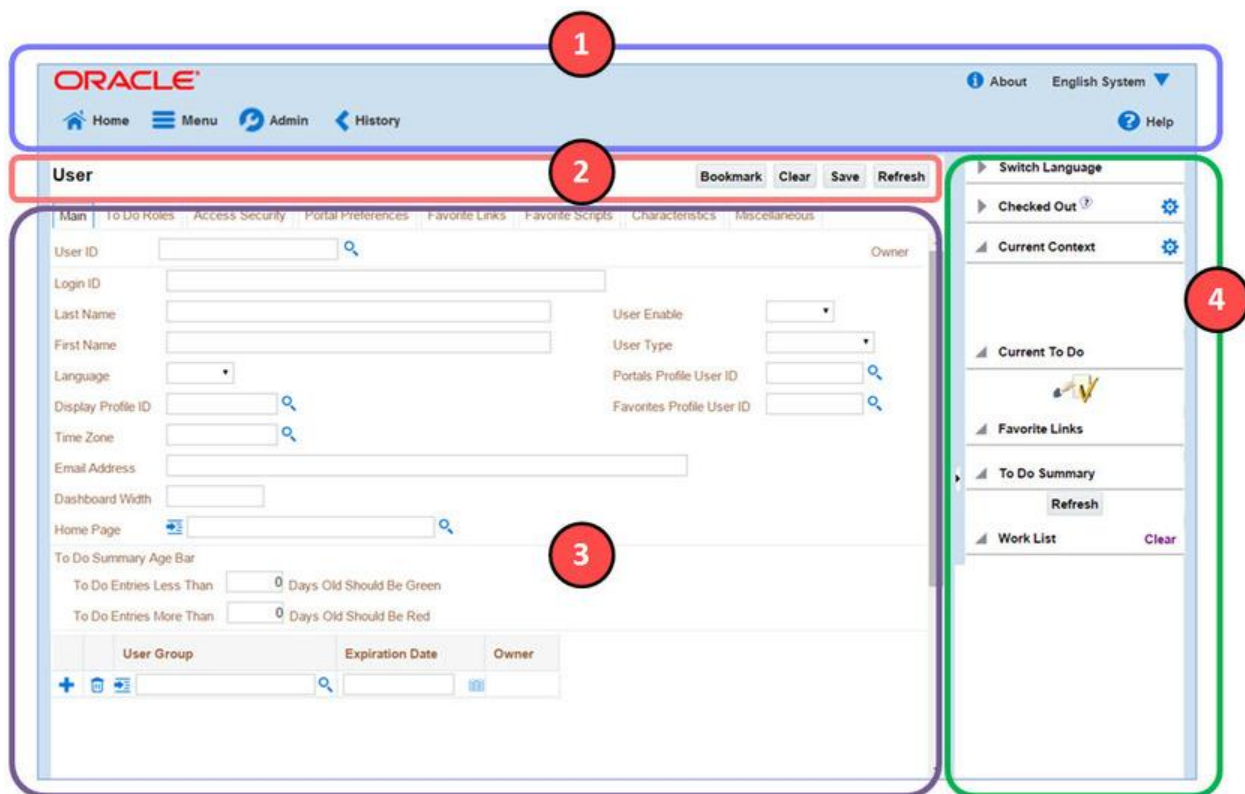 1
ORACLE
About English System
Home Menu Admin History Help
User 2 Bookmark Clear Save Refresh
Main To Do Roles Access Security Portal Preferences Favorite Links Favorite Scripts Characteristics Miscellaneous
User ID Owner
Login ID
Last Name User Enable
First Name User Type
Language Portals Profile User ID
Display Profile ID Favorites Profile User ID
Time Zone
Email Address
Dashboard Width
Home Page
3
To Do Summary Age Bar
To Do Entries Less Than 0 Days Old Should Be Green
To Do Entries More Than 0 Days Old Should Be Red
User Group Expiration Date Owner
Switch Language
Checked Out ?
Current Context
4
Current To Do
Favorite Links
To Do Summary
Refresh
Work List Clear